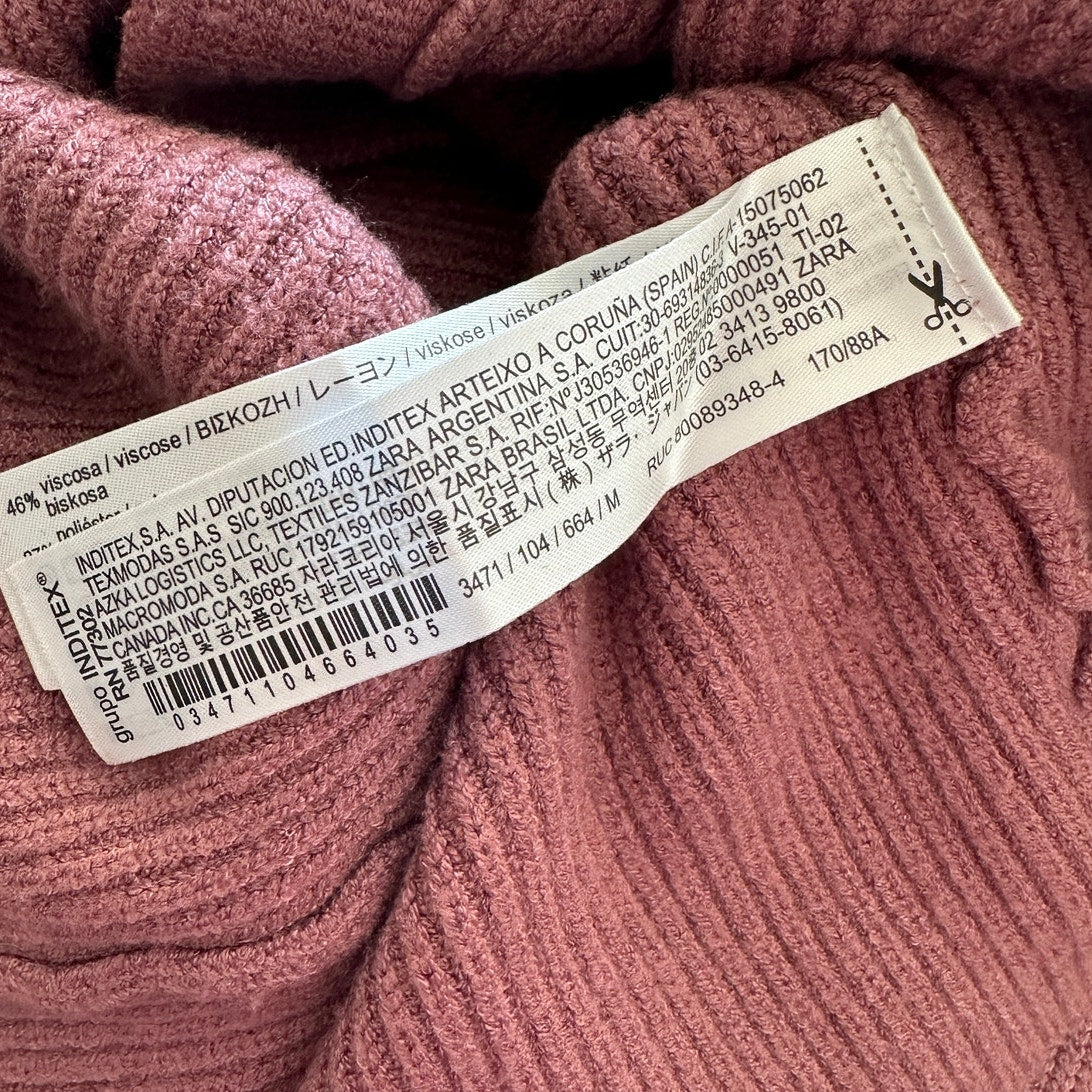 46% viscosa / viscose / ΒΙΣΚΟΖΗ / レーヨン / viskose / viskoza /
biskosa
grupo INDITEX®
RN 77302
INDITEX,S.A. AV. DIPUTACION ED.INDITEX ARTEIXO A CORUÑA (SPAIN) C.I.F. A-15075062
TEXMODAS S.A.S SIC 900.123.408 ZARA ARGENTINA S.A. CUIT:30-69314836-3 V-345-01
AZKA LOGISTICS LLC, TEXTILES ZANZIBAR S.A. RIF:Nº J30536946-1 REG.Nº0000051 TI-02
MACROMODA S.A. RUC 1792159105001 ZARA BRASIL LTDA. CNPJ:02952485000491 ZARA
CANADA INC.CA 36685 자라코리아 서울시 강남구 삼성동 무역센터 20층 02 3413 9800
품질경영 및 공산품안전 관리법에 의한 품질표시 (株) ザラ. ジャパン (03-6415-8061)
03471104664035
3471 / 104 / 664 / M
RUC 80089348-4 170/88A